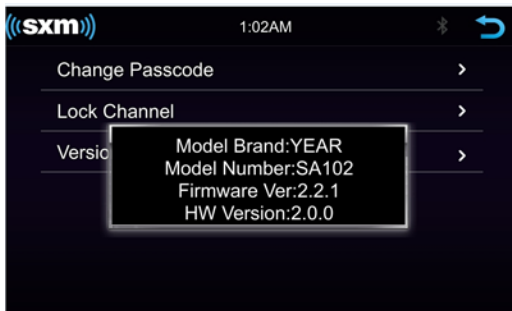 ((sxm))
1:02AM
Change Passcode
Lock Channel
Versio
Model Brand:YEAR
Model Number:SA102
Firmware Ver:2.2.1
HW Version:2.0.0